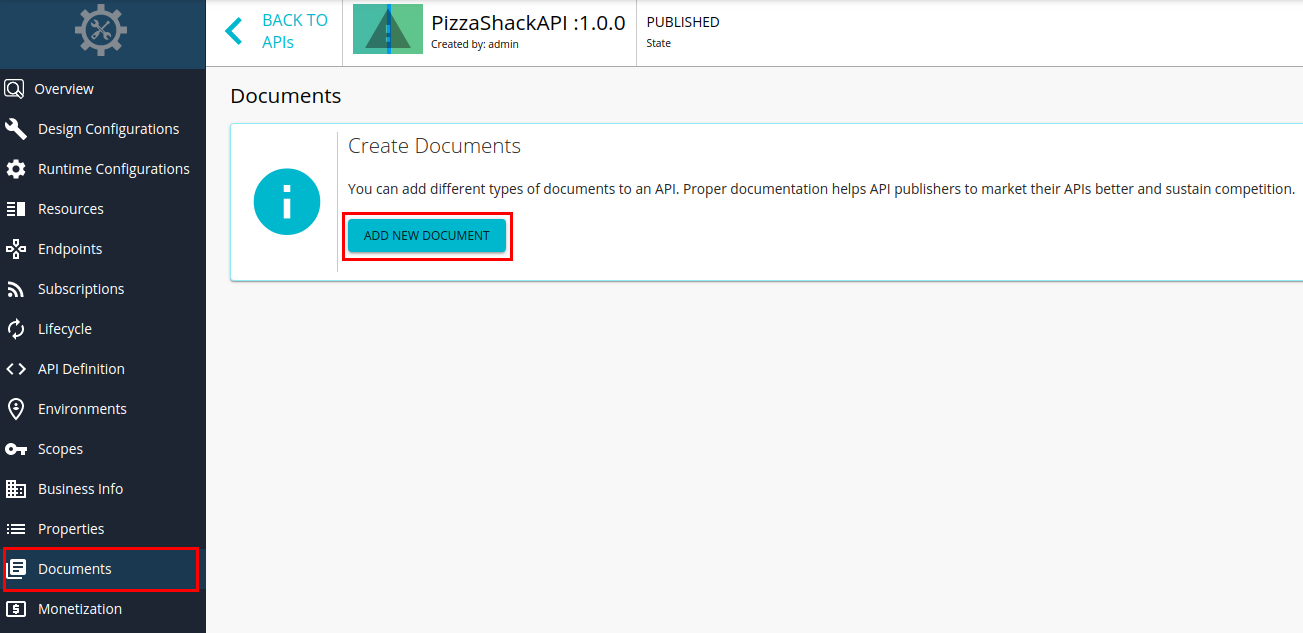 BACK TO
APIs
PizzaShackAPI :1.0.0
Created by: admin
PUBLISHED
State
Overview
Design Configurations
Runtime Configurations
Resources
Endpoints
Subscriptions
Lifecycle
API Definition
Environments
Scopes
Business Info
Properties
Documents
Monetization
Documents
Create Documents
You can add different types of documents to an API. Proper documentation helps API publishers to market their APIs better and sustain competition.
ADD NEW DOCUMENT